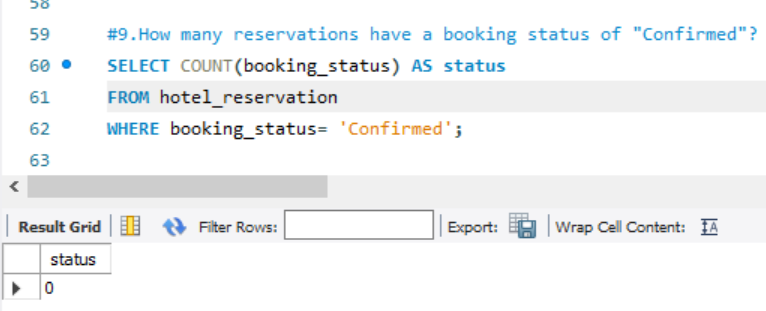 58
59 #9.How many reservations have a booking status of "Confirmed"?
60 SELECT COUNT(booking_status) AS status
61 FROM hotel_reservation
62 WHERE booking_status= 'Confirmed';
63
Result Grid Filter Rows: Export: Wrap Cell Content: IA
status
0